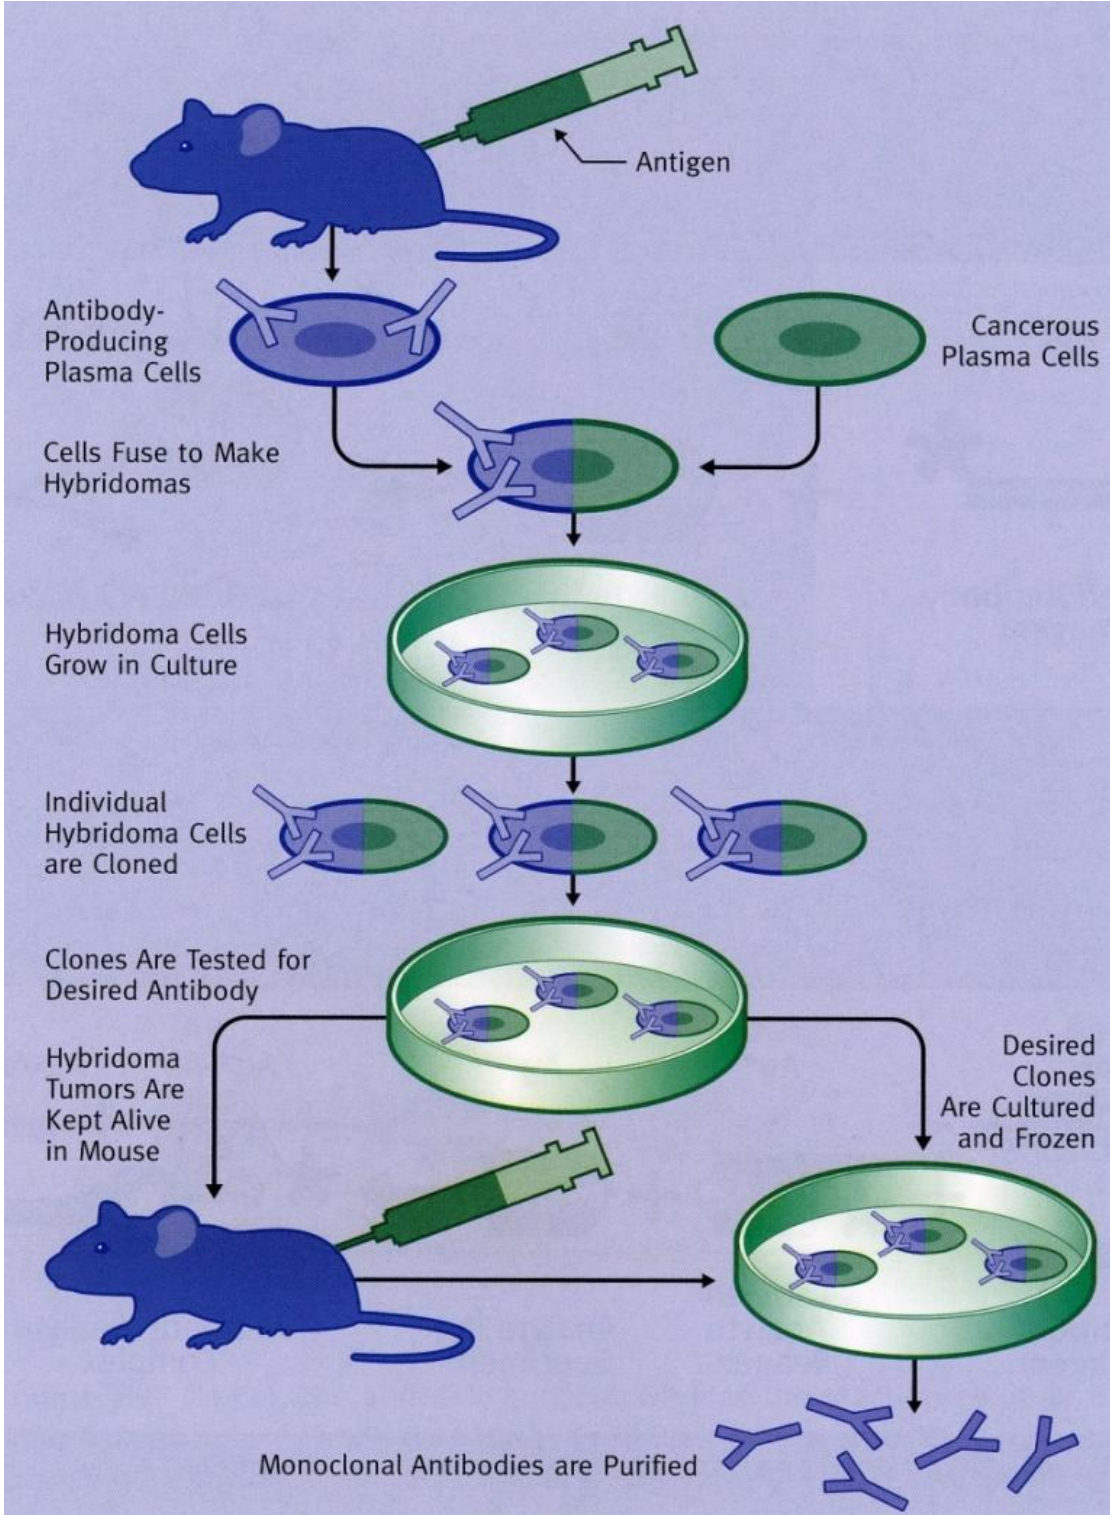 Antigen
Antibody-
Producing
Plasma Cells
Cancerous
Plasma Cells
Cells Fuse to Make
Hybridomas
Hybridoma Cells
Grow in Culture
Individual
Hybridoma Cells
are Cloned
Clones Are Tested for
Desired Antibody
Hybridoma
Tumors Are
Kept Alive
in Mouse
Desired
Clones
Are Cultured
and Frozen
Monoclonal Antibodies are Purified